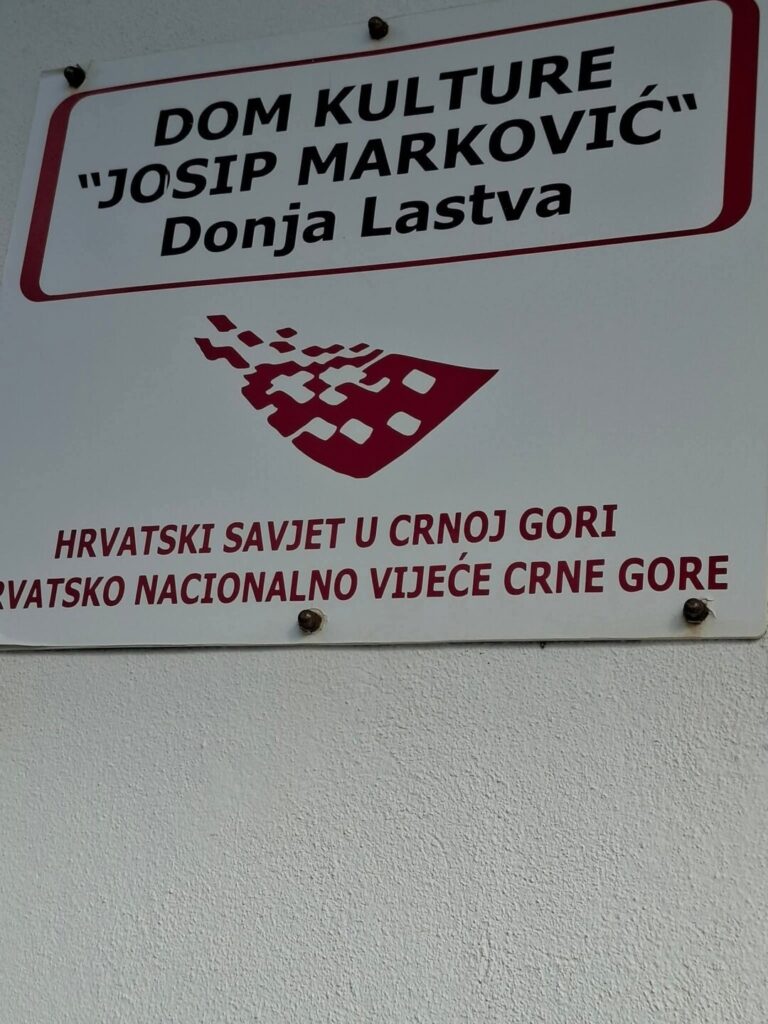 DOM KULTURE
"JOSIP MARKOVIĆ“
Donja Lastva
HRVATSKI SAVJET U CRNOJ GORI
RVATSKO NACIONALNO VIJEĆE CRNE GORE